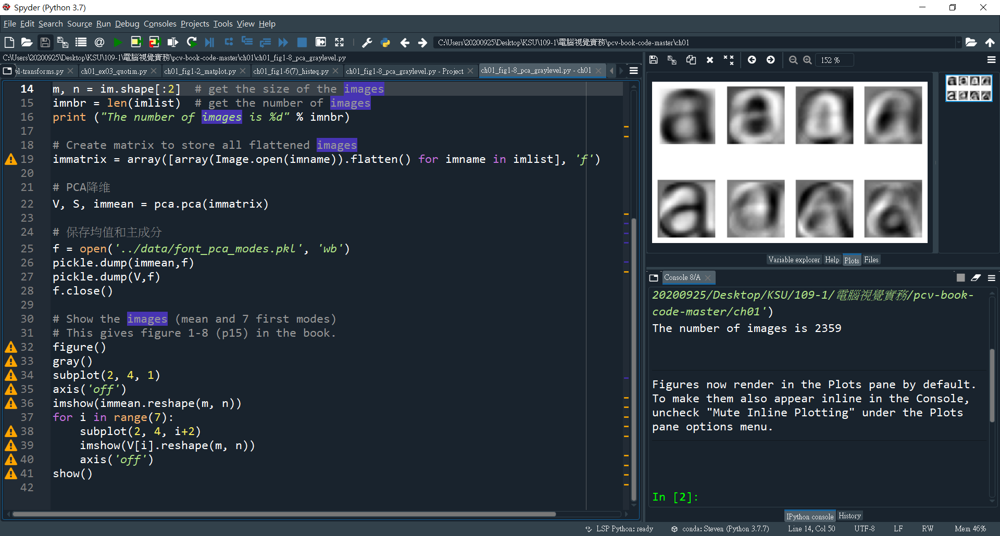 Spyder (Python 3.7)
File Edit Search Source Run Debug Consoles Projects Tools View Help
C:\Users\20200925\Desktop\KSU\109-1\電腦視覺實務\pcv-book-code-master\ch01
C:\Users\20200925\Desktop\KSU\109-1\電腦視覺實務\pcv-book-code-master\ch01\ch01_fig1-8_pca_graylevel.py
el-transforms.py ch01_ex03_quotim.py ch01_fig1-2_matplot.py ch01_fig1-6(7)_histeq.py ch01_fig1-8_pca_graylevel.py - Project ch01_fig1-8_pca_graylevel.py - ch01
14 m, n = im.shape[:2]  # get the size of the images
15 imnbr = len(imlist)  # get the number of images
16 print ("The number of images is %d" % imnbr)
17
18 # Create matrix to store all flattened images
19 immatrix = array([array(Image.open(imname)).flatten() for imname in imlist], 'f')
20
21 # PCA降维
22 V, S, immean = pca.pca(immatrix)
23
24 # 保存均值和主成分
25 f = open('../data/font_pca_modes.pkl', 'wb')
26 pickle.dump(immean,f)
27 pickle.dump(V,f)
28 f.close()
29
30 # Show the images (mean and 7 first modes)
31 # This gives figure 1-8 (p15) in the book.
32 figure()
33 gray()
34 subplot(2, 4, 1)
35 axis('off')
36 imshow(immean.reshape(m, n))
37 for i in range(7):
38     subplot(2, 4, i+2)
39     imshow(V[i].reshape(m, n))
40     axis('off')
41 show()
42
152 %
Variable explorer Help Plots Files
Console 8/A
20200925/Desktop/KSU/109-1/電腦視覺實務/pcv-book-
code-master/ch01')
The number of images is 2359
Figures now render in the Plots pane by default.
To make them also appear inline in the Console,
uncheck "Mute Inline Plotting" under the Plots
pane options menu.
In [2]:
IPython console History
LSP Python: ready conda: Steven (Python 3.7.7) Line 14, Col 50 UTF-8 LF RW Mem 46%